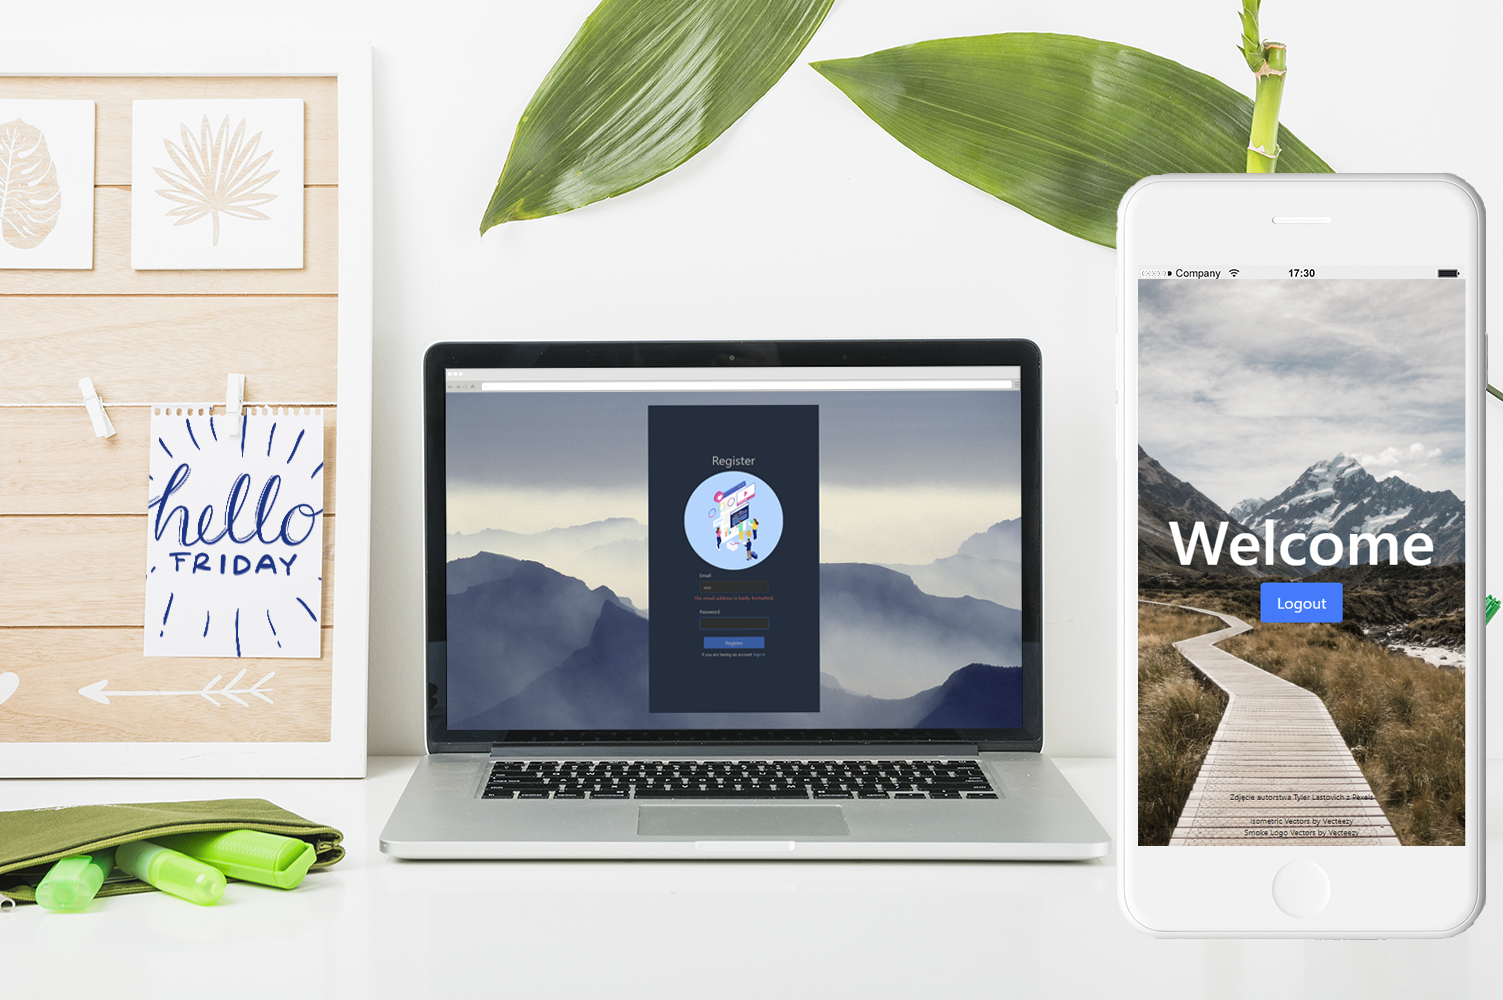 hello
FRIDAY
Register
Email
The email address is badly formatted.
Password
Register
If you are having an account Sign in
Company
17:30
Welcome
Logout
Zdjęcie autorstwa Tyler Lastovich z Pexels
Isometric Vectors by Vecteezy
Smoke Logo Vectors by Vecteezy